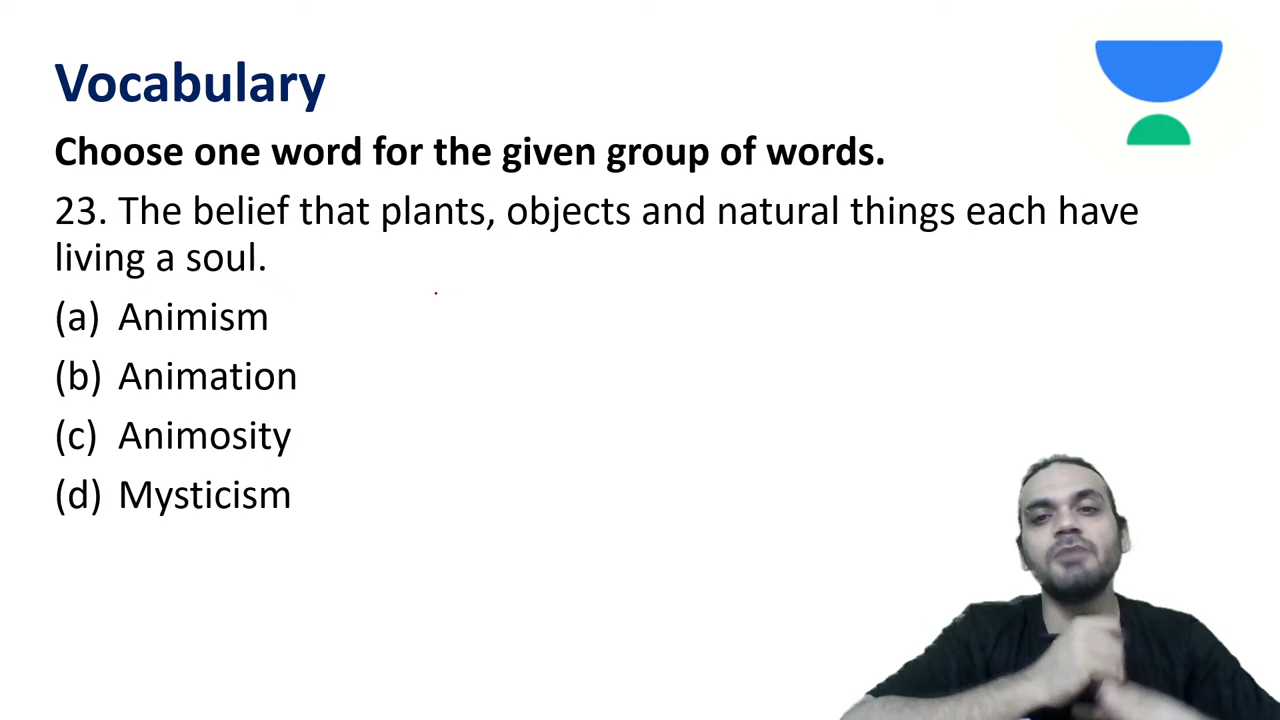 Vocabulary
Choose one word for the given group of words.
23. The belief that plants, objects and natural things each have
living a soul.
(a) Animism
(b) Animation
(c) Animosity
(d) Mysticism